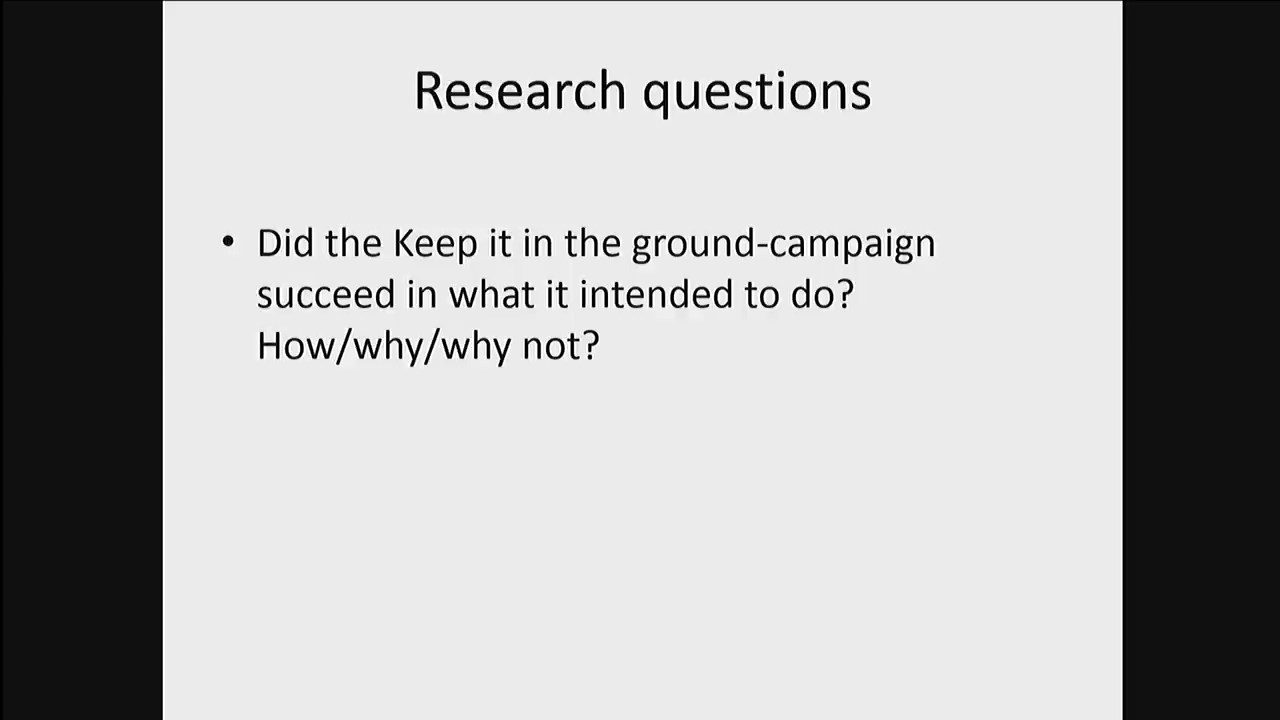 Research questions
• Did the Keep it in the ground-campaign
succeed in what it intended to do?
How/why/why not?